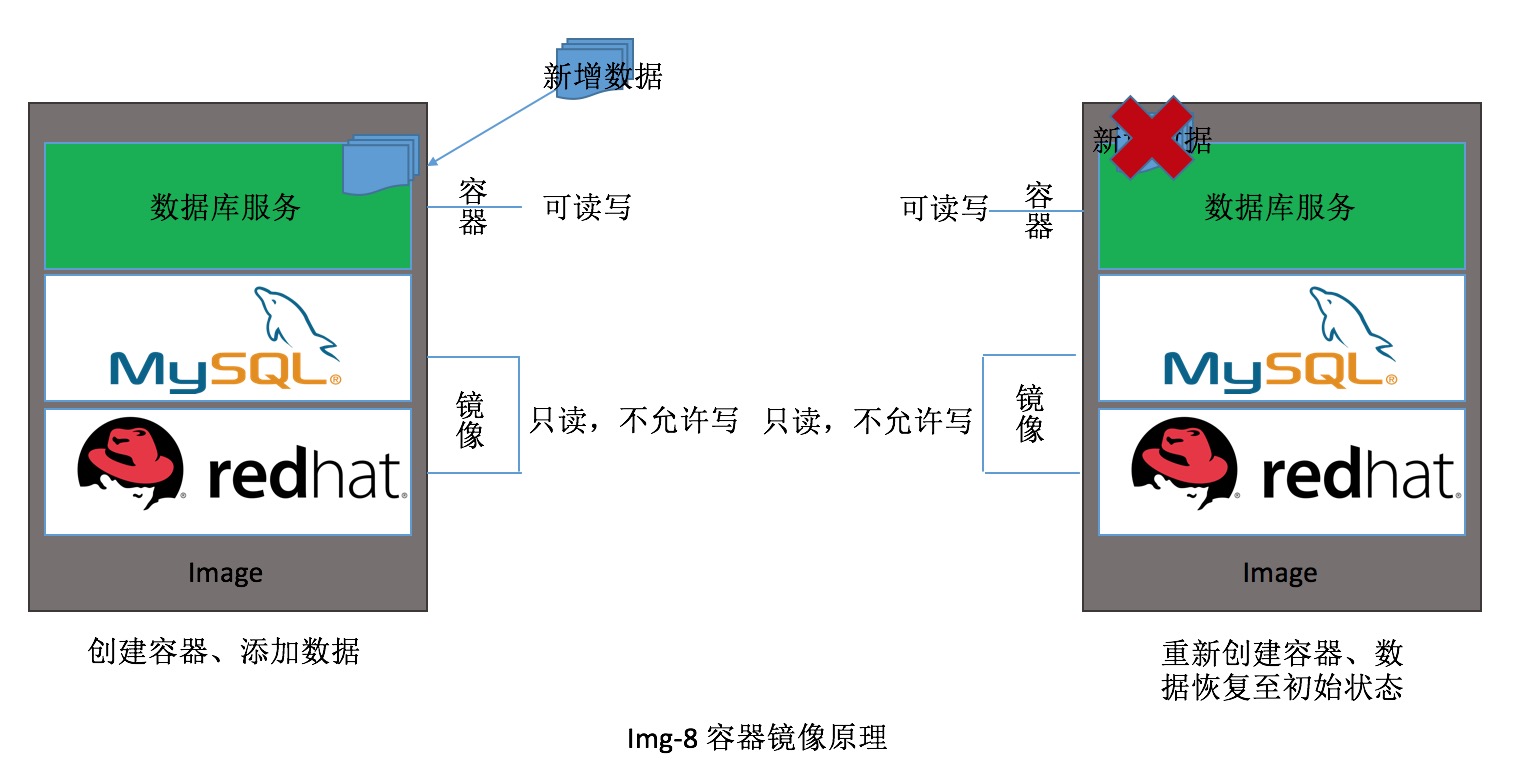 新增数据
数据库服务
容器
可读写
MySQL®
镜像
只读，不允许写
redhat®
Image
创建容器、添加数据
新 据
可读写
容器
数据库服务
MySQL®
只读，不允许写
镜像
redhat®
Image
重新创建容器、数
据恢复至初始状态
Img-8 容器镜像原理